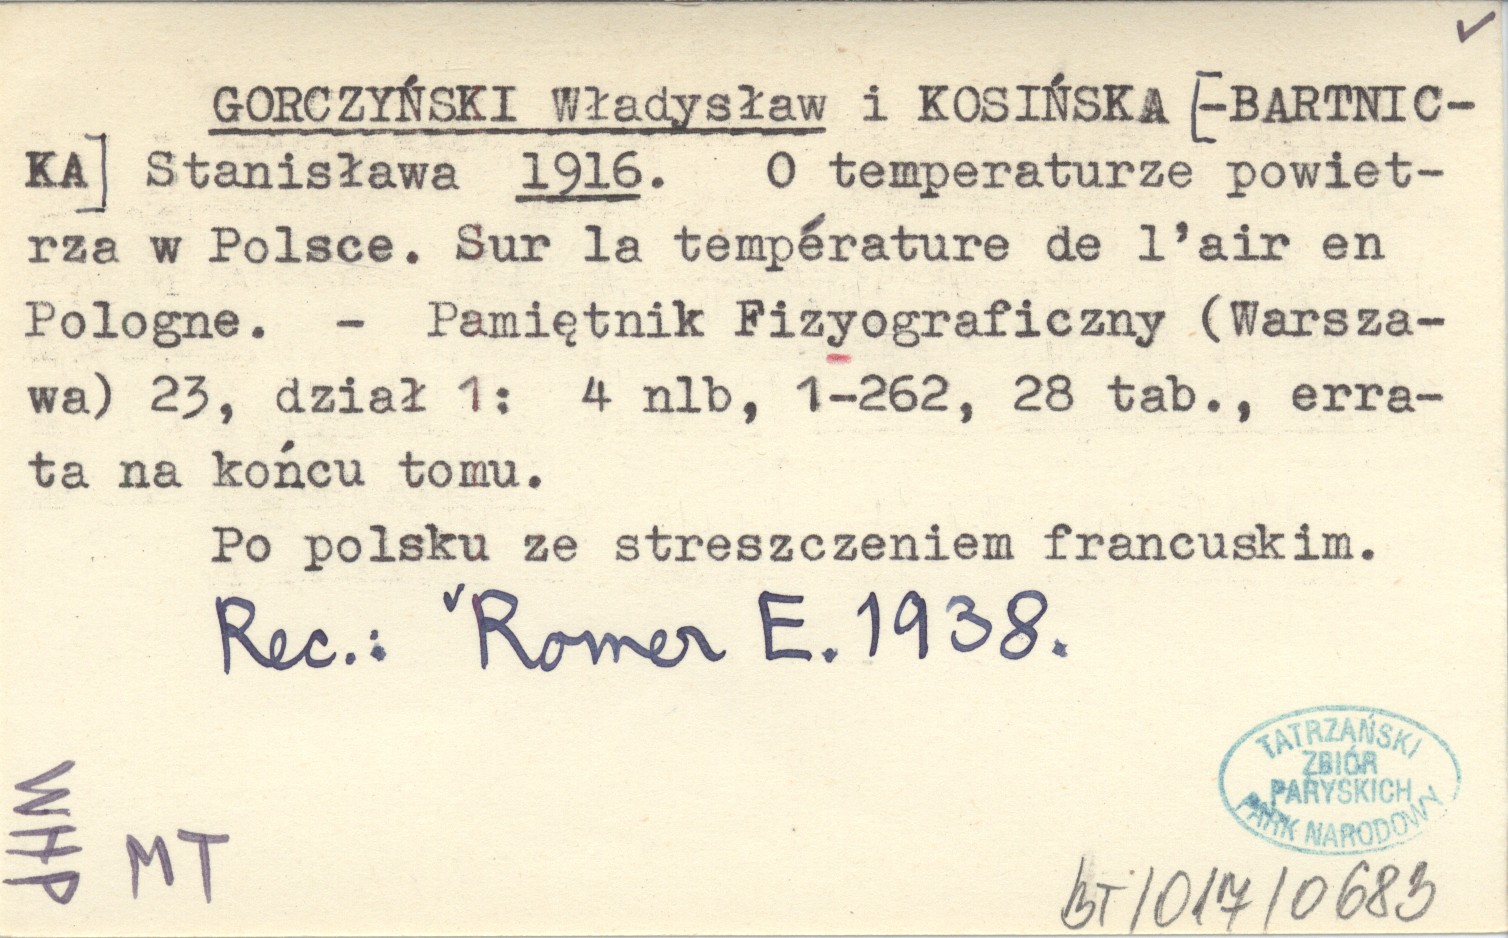 GORCZYŃSKI Władysław i KOSIŃSKA [-BARTNIC-
KA] Stanisława 1916. O temperaturze powiet-
rza w Polsce. Sur la température de l'air en
Pologne. - Pamiętnik Fizyograficzny (Warsza-
wa) 23, dział 1: 4 nlb, 1-262, 28 tab., erra-
ta na końcu tomu.
Po polsku ze streszczeniem francuskim.
Rec.: Romer E. 1938.
TATRZAŃSKI
ZBIÓR
PARYSKICH
PARK NARODOWY
WHP
MT
BT/017/0683